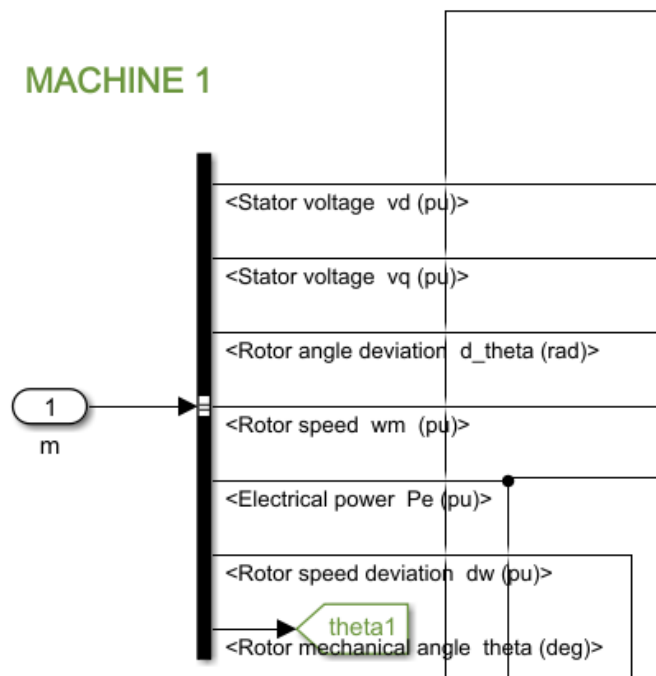 MACHINE 1
<Stator voltage vd (pu)>
<Stator voltage vq (pu)>
<Rotor angle deviation d_theta (rad)>
1
m
<Rotor speed wm (pu)>
<Electrical power Pe (pu)>
<Rotor speed deviation dw (pu)>
theta1
<Rotor mechanical angle theta (deg)>